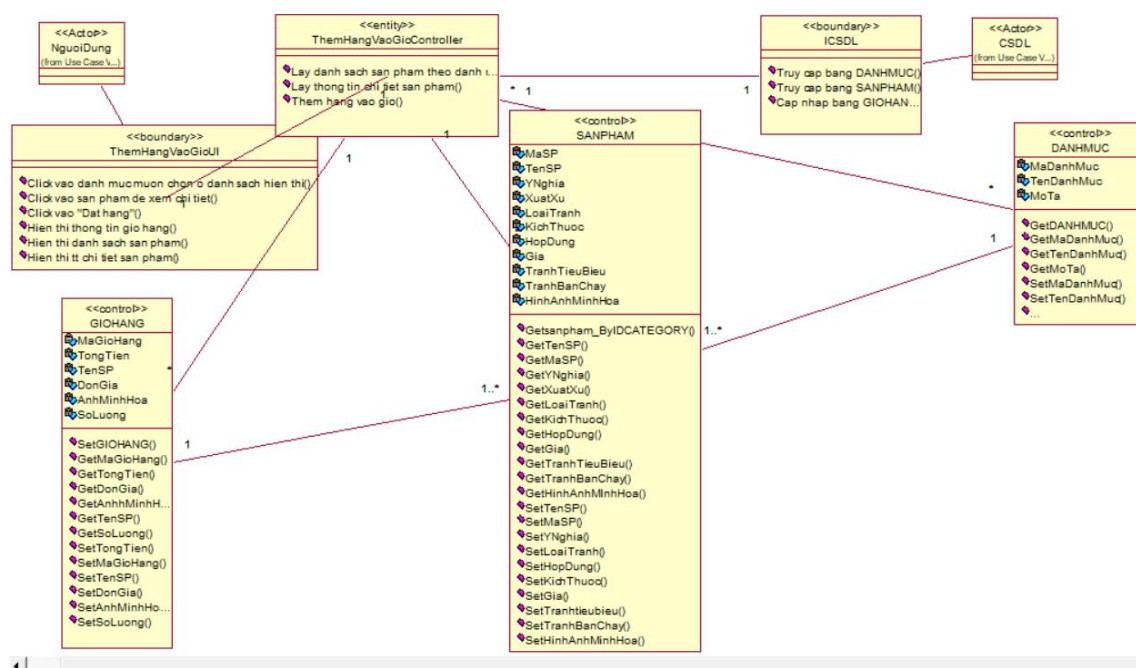 <<Actor>>
NguoiDung
(from Use Case V...)
<<entity>>
ThemHangVaoGioController
Lay danh sach san pham theo danh r...
Lay thong tin chi tiet san pham()
Them hang vao gio()
<<boundary>>
ICSDL
Truy cap bang DANHMUC()
Truy cap bang SANPHAM()
Cap nhap bang GIOHAN...
<<Actor>>
CSDL
(from Use Case V...)
<<boundary>>
ThemHangVaoGioUI
Click vao danh muc muon chon o danh sach hien thi()
Click vao san pham de xem chi tiet()
Click vao "Dat hang"()
Hien thi thong tin gio hang()
Hien thi danh sach san pham()
Hien thi tt chi tiet san pham()
1
1
1
1
*
1
1
<<control>>
SANPHAM
MaSP
TenSP
YNghia
XuatXu
LoaiTranh
KichThuoc
HopDung
Gia
TranhTieuBieu
TranhBanChay
HinhAnhMinhHoa
Getsanpham_ByIDCATEGORY()
GetTenSP()
GetMaSP()
GetYNghia()
GetXuatXu()
GetLoaiTranh()
GetKichThuoc()
GetHopDung()
GetGia()
GetTranhTieuBieu()
GetTranhBanChay()
GetHinhAnhMInhHoa()
SetTenSP()
SetMaSP()
SetYNghia()
SetLoaiTranh()
SetHopDung()
SetKichThuoc()
SetGia()
SetTranhtieubieu()
SetTranhBanChay()
SetHinhAnhMinhHoa()
<<control>>
DANHMUC
MaDanhMuc
TenDanhMuc
MoTa
GetDANHMUC()
GetMaDanhMuc()
GetTenDanhMuc()
GetMoTa()
SetMaDanhMuc()
SetTenDanhMuc()
...
*
1
1..*
<<control>>
GIOHANG
MaGioHang
TongTien
TenSP
DonGia
AnhMinhHoa
SoLuong
SetGIOHANG()
GetMaGioHang()
GetTongTien()
GetDonGia()
GetAnhhMinhH...
GetTenSP()
GetSoLuong()
SetTongTien()
SetMaGioHang()
SetTenSP()
SetDonGia()
SetAnhMinhHo...
SetSoLuong()
*
1
1..*